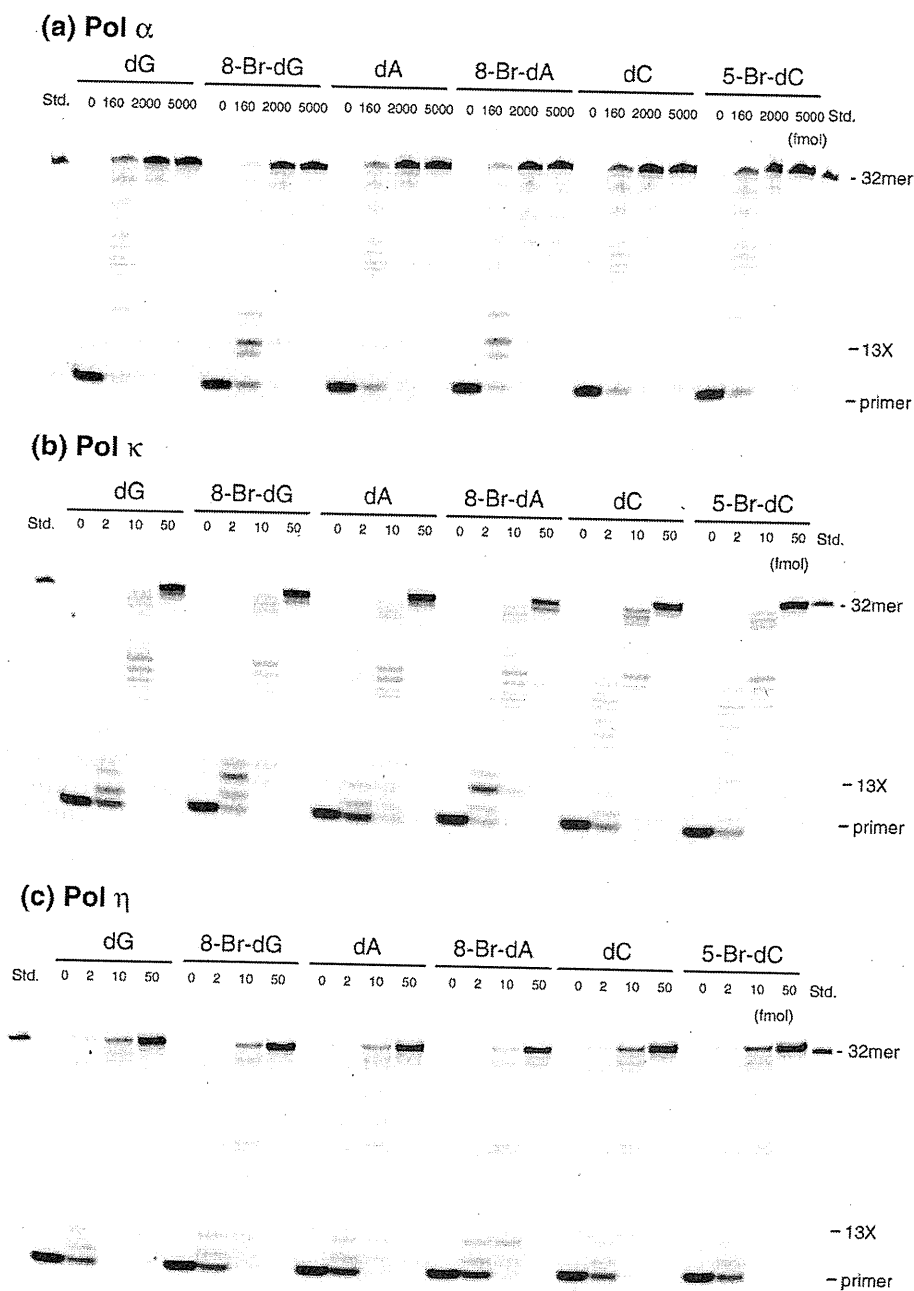 (a) Pol α
dG 8-Br-dG dA 8-Br-dA dC 5-Br-dC
Std. 0 160 2000 5000 0 160 2000 5000 0 160 2000 5000 0 160 2000 5000 0 160 2000 5000 0 160 2000 5000 Std.
(fmol)
- 32mer
- 13X
- primer
(b) Pol κ
dG 8-Br-dG dA 8-Br-dA dC 5-Br-dC
Std. 0 2 10 50 0 2 10 50 0 2 10 50 0 2 10 50 0 2 10 50 0 2 10 50 Std.
(fmol)
- 32mer
- 13X
- primer
(c) Pol η
dG 8-Br-dG dA 8-Br-dA dC 5-Br-dC
Std. 0 2 10 50 0 2 10 50 0 2 10 50 0 2 10 50 0 2 10 50 0 2 10 50 Std.
(fmol)
- 32mer
- 13X
- primer